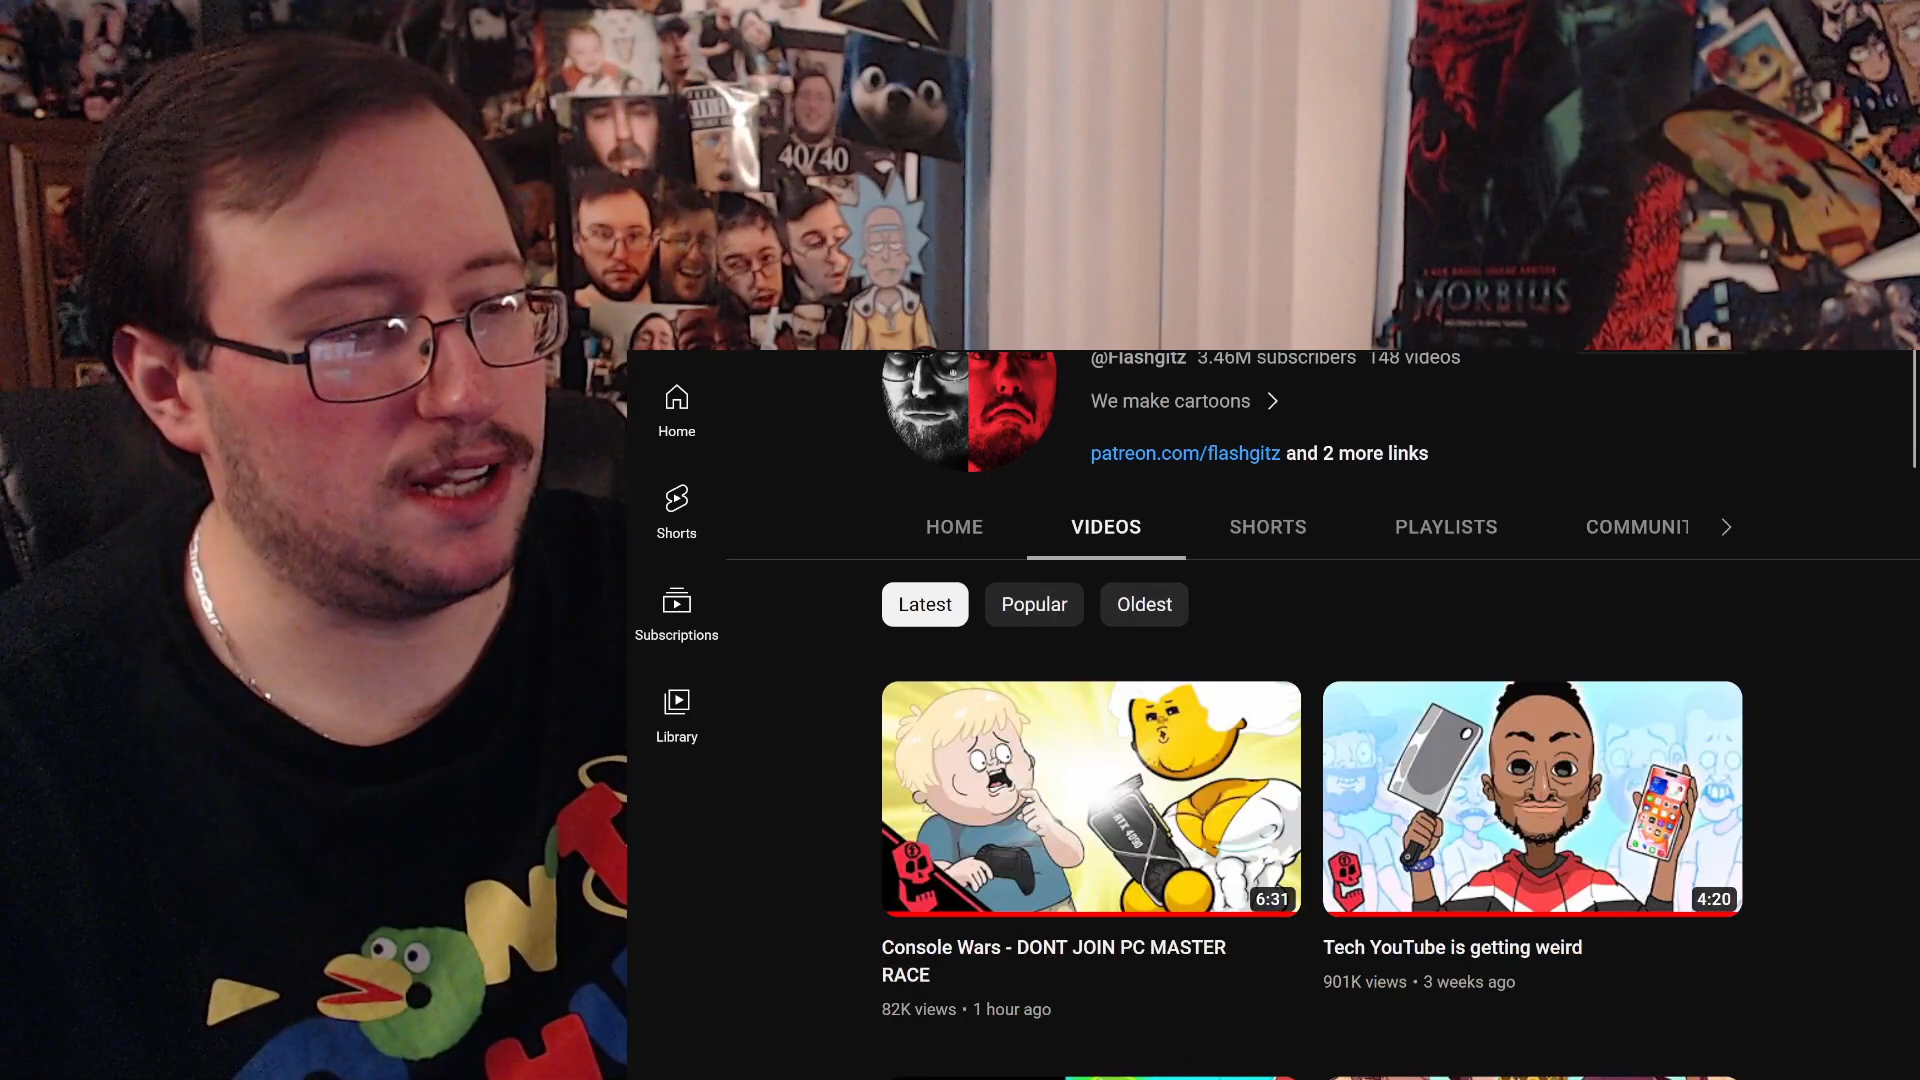 40/40
MORBIUS
@Flashgitz 3.46M subscribers 148 videos
We make cartoons
patreon.com/flashgitz and 2 more links
Home
Shorts
Subscriptions
Library
HOME
VIDEOS
SHORTS
PLAYLISTS
COMMUNIT
Latest
Popular
Oldest
RTX 4090
6:31
4:20
Console Wars - DONT JOIN PC MASTER
RACE
82K views • 1 hour ago
Tech YouTube is getting weird
901K views • 3 weeks ago